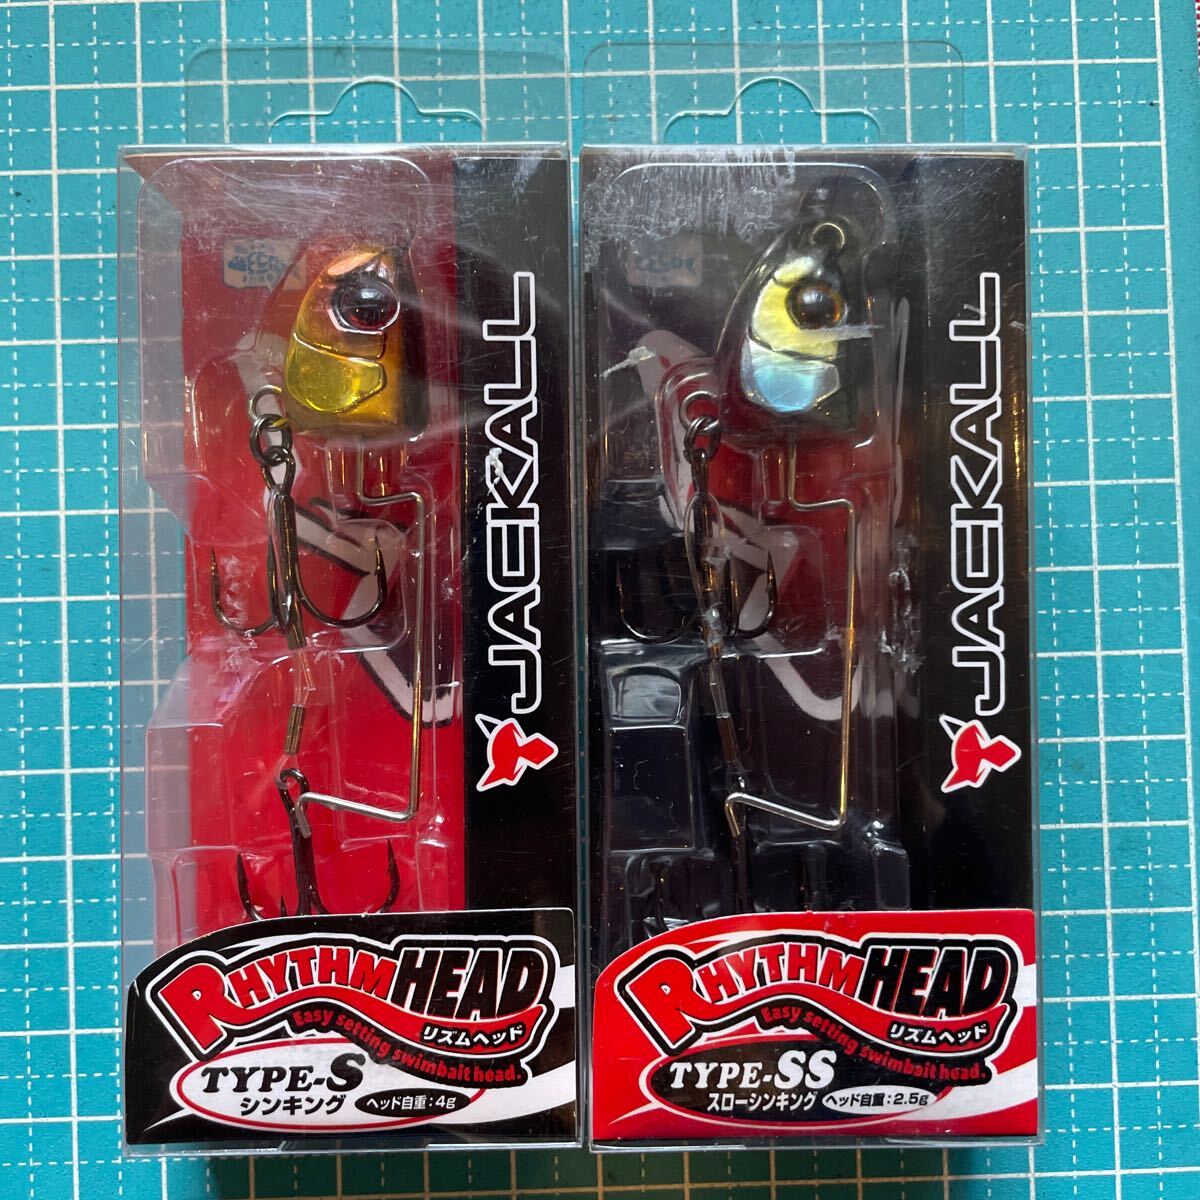 JACKALL
RHYTHMHEAD
リズムヘッド
Easy setting swimbait head.
TYPE-S
シンキング
ヘッド自重:4g
JACKALL
RHYTHMHEAD
リズムヘッド
Easy setting swimbait head.
TYPE-SS
スローシンキング
ヘッド自重:2.5g